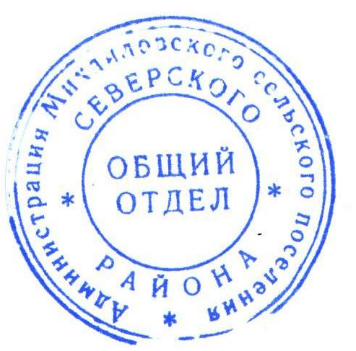 Администрация Михайловского сельского поселения
СЕВЕРСКОГО РАЙОНА
ОБЩИЙ
ОТДЕЛ